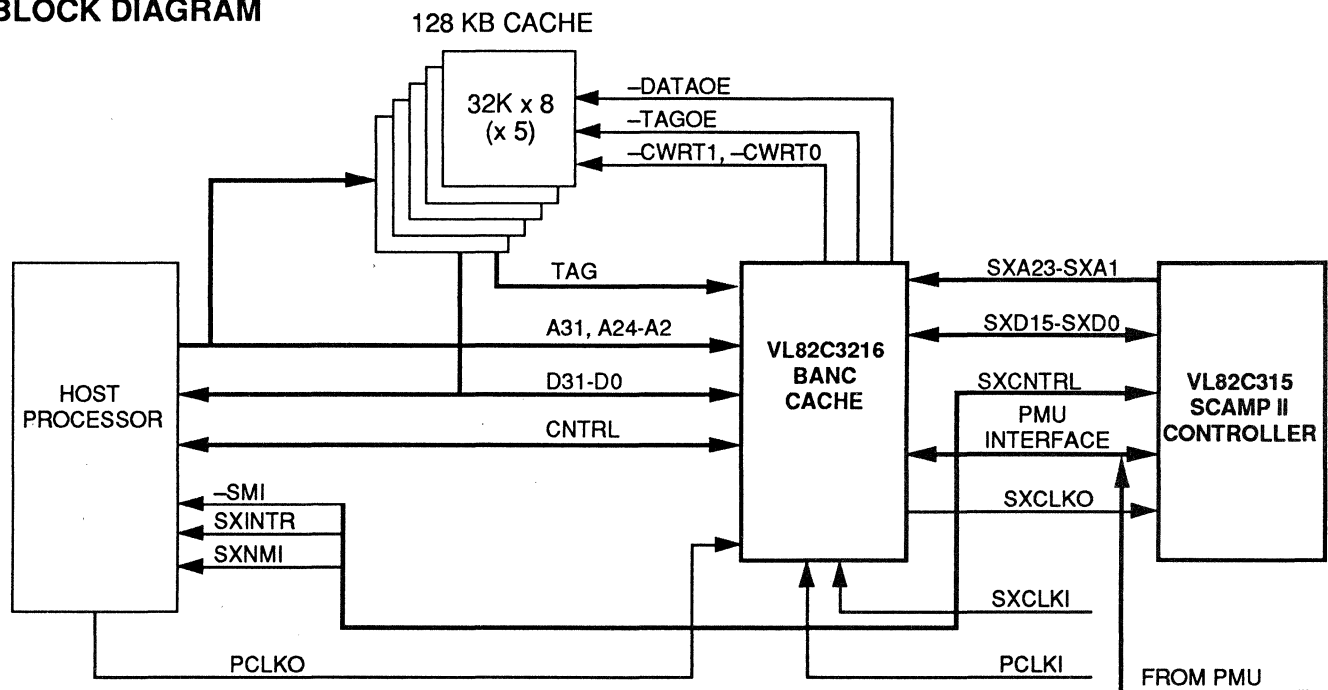 BLOCK DIAGRAM
128 KB CACHE
32K x 8
(x 5)
–DATAOE
–TAGOE
–CWRT1, –CWRT0
TAG
A31, A24-A2
D31-D0
CNTRL
HOST
PROCESSOR
–SMI
SXINTR
SXNMI
PCLKO
VL82C3216
BANC
CACHE
SXA23-SXA1
SXD15-SXD0
SXCNTRL
PMU
INTERFACE
SXCLKO
SXCLKI
PCLKI
FROM PMU
VL82C315
SCAMP II
CONTROLLER